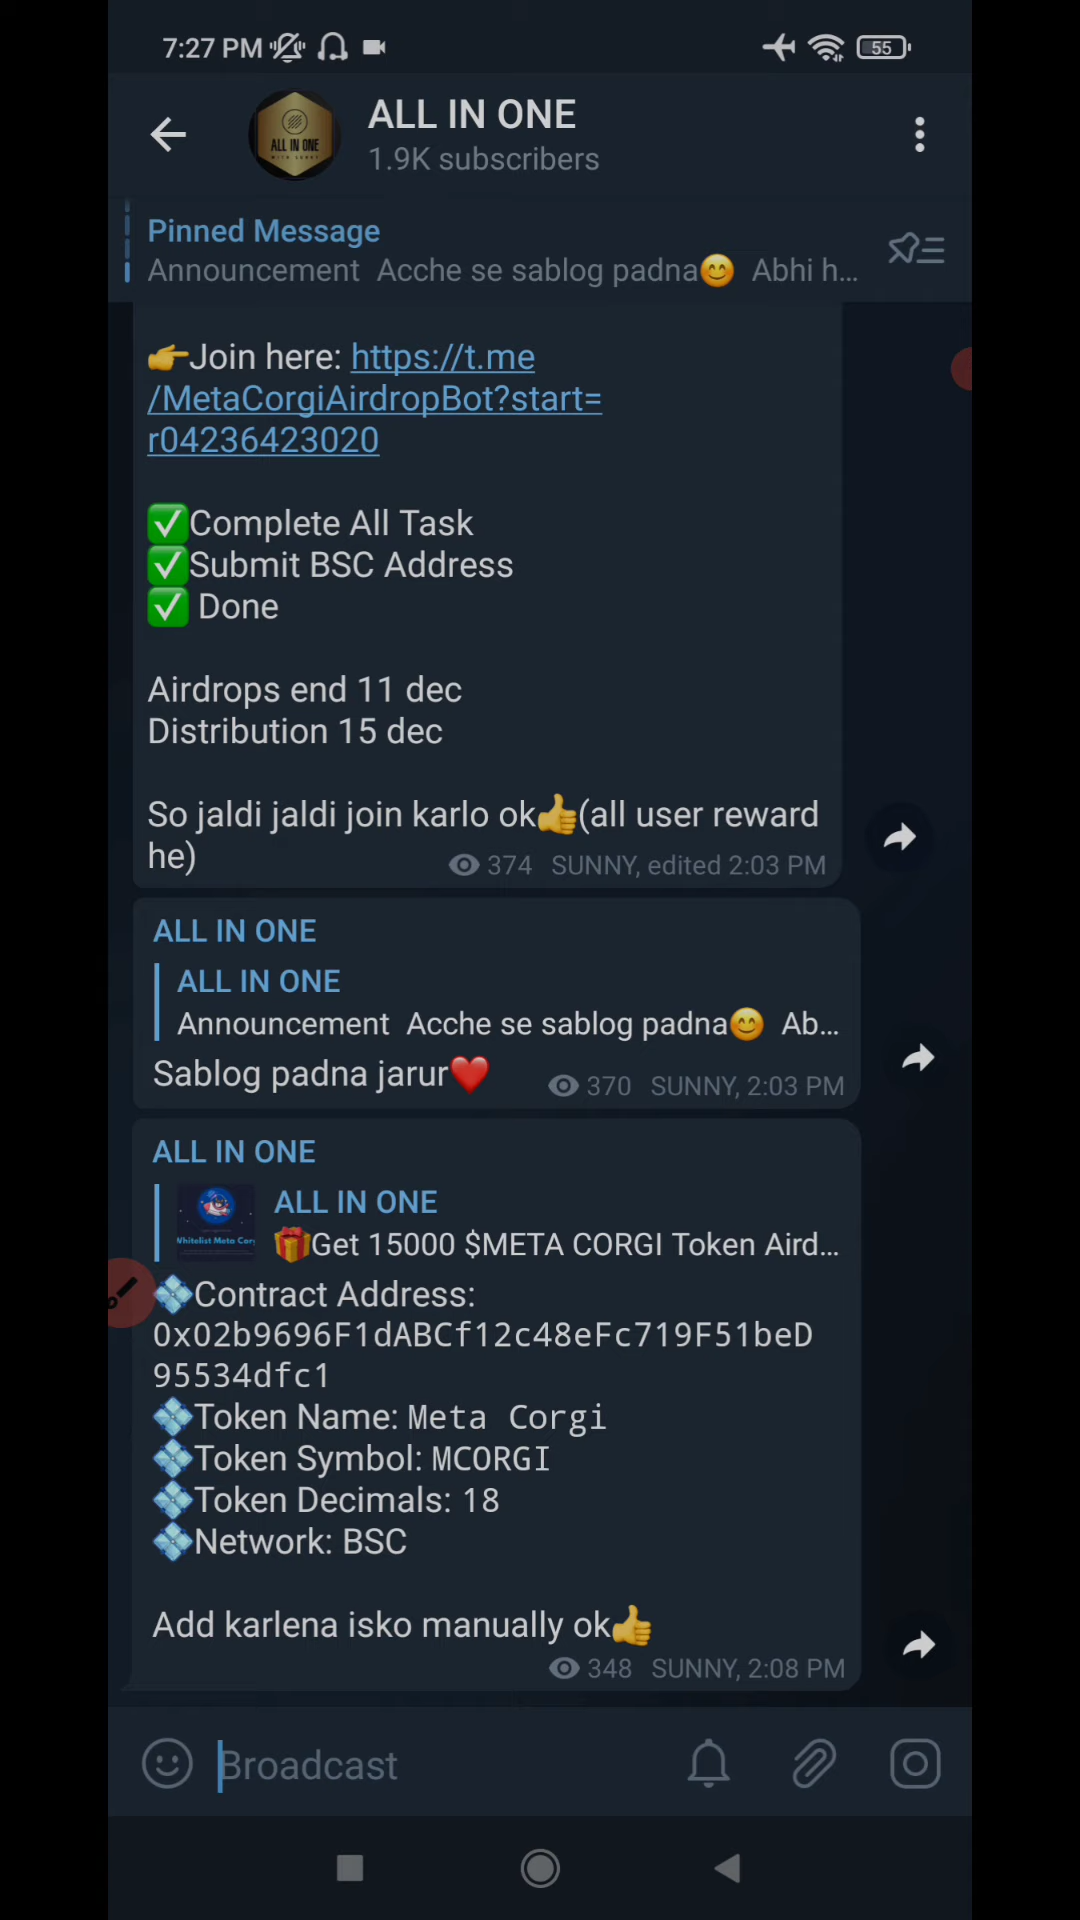 7:27 PM
55
ALL IN ONE
ALL IN ONE
1.9K subscribers
Pinned Message
Announcement Acche se sablog padna😊 Abhi h...
👉Join here: https://t.me
/MetaCorgiAirdropBot?start=
r04236423020
✅Complete All Task
✅Submit BSC Address
✅ Done
Airdrops end 11 dec
Distribution 15 dec
So jaldi jaldi join karlo ok👍(all user reward
he)
374 SUNNY, edited 2:03 PM
ALL IN ONE
ALL IN ONE
Announcement Acche se sablog padna😊 Ab...
Sablog padna jarur❤️
370 SUNNY, 2:03 PM
ALL IN ONE
ALL IN ONE
🎁Get 15000 $META CORGI Token Aird...
💠Contract Address:
0x02b9696F1dABCf12c48eFc719F51beD
95534dfc1
💠Token Name: Meta Corgi
💠Token Symbol: MCORGI
💠Token Decimals: 18
💠Network: BSC
Add karlena isko manually ok👍
348 SUNNY, 2:08 PM
Broadcast